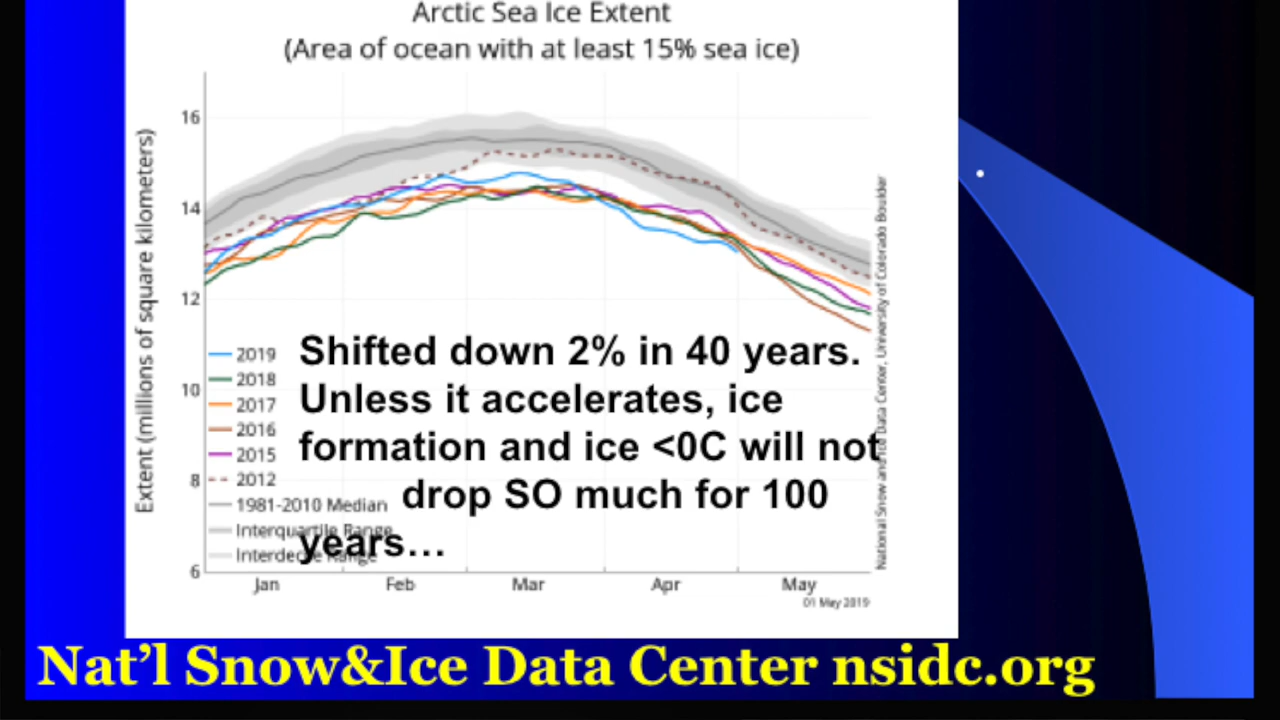 Arctic Sea Ice Extent
(Area of ocean with at least 15% sea ice)
Extent (millions of square kilometers)
16
14
12
10
8
6
Shifted down 2% in 40 years.
Unless it accelerates, ice
formation and ice <0C will not
drop SO much for 100
years…
2019
2018
2017
2016
2015
2012
1981-2010 Median
Interquartile Range
Interdecile Range
Jan Feb Mar Apr May
01 May 2019
National Snow and Ice Data Center, University of Colorado Boulder
Nat’l Snow&Ice Data Center nsidc.org